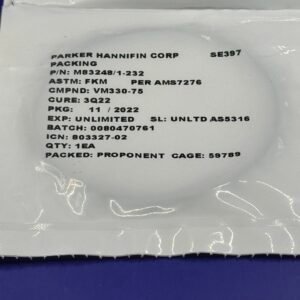 PARKER HANNIFIN CORP SE397
PACKING
P/N: M83248/1-232
ASTM: FKM PER AMS7276
CMPND: VM330-75
CURE: 3Q22
PKG: 11 / 2022
EXP: UNLIMITED SL: UNLTD AS5316
BATCH: 0080470761
ICN: 803327-02
QTY: 1EA
PACKED: PROPONENT CAGE: 59789